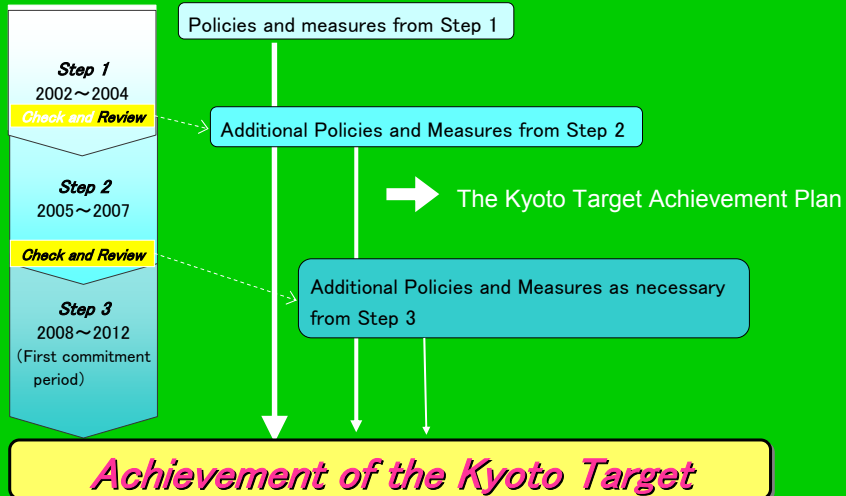 Policies and measures from Step 1
Step 1
2002～2004
Check and Review
Additional Policies and Measures from Step 2
Step 2
2005～2007
The Kyoto Target Achievement Plan
Check and Review
Additional Policies and Measures as necessary
from Step 3
Step 3
2008～2012
(First commitment
period)
Achievement of the Kyoto Target